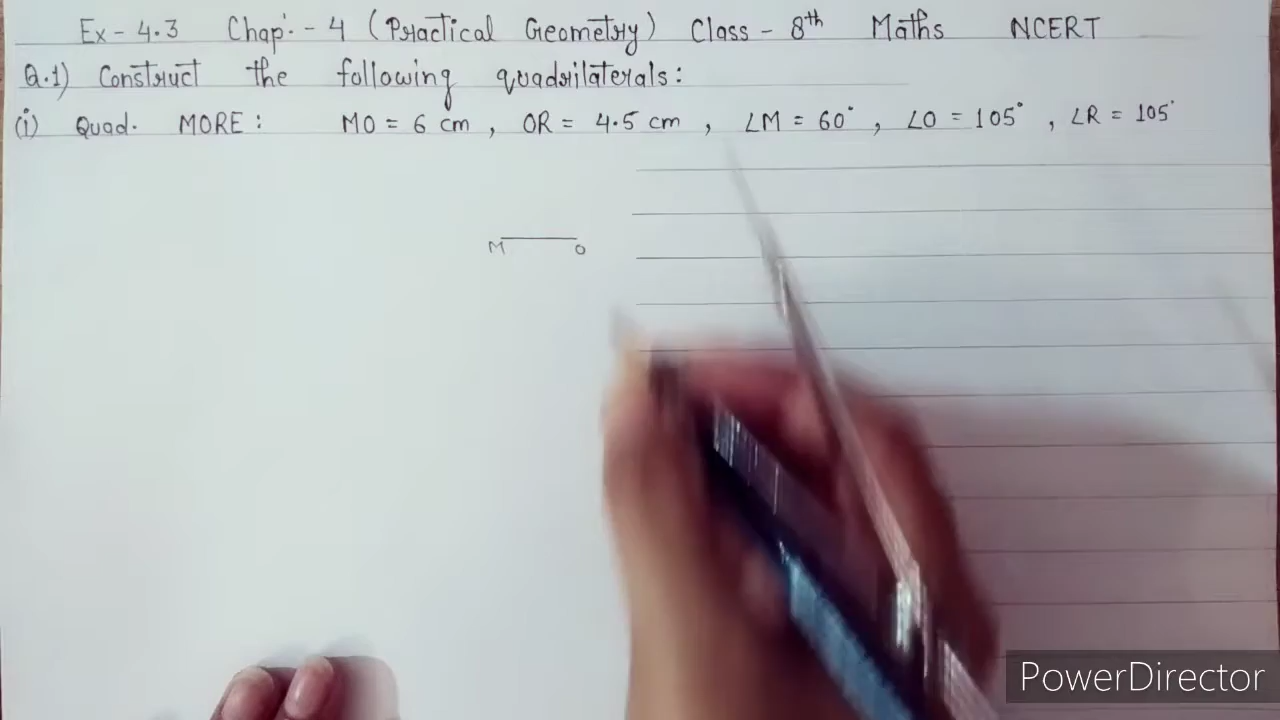 Ex - 4.3 Chap. - 4 (Practical Geometry) Class - 8th Maths NCERT
Q.1) Construct the following quadrilaterals:
(i) Quad. MORE: MO = 6 cm, OR = 4.5 cm, ∠M = 60°, ∠O = 105°, ∠R = 105°
M O
PowerDirector